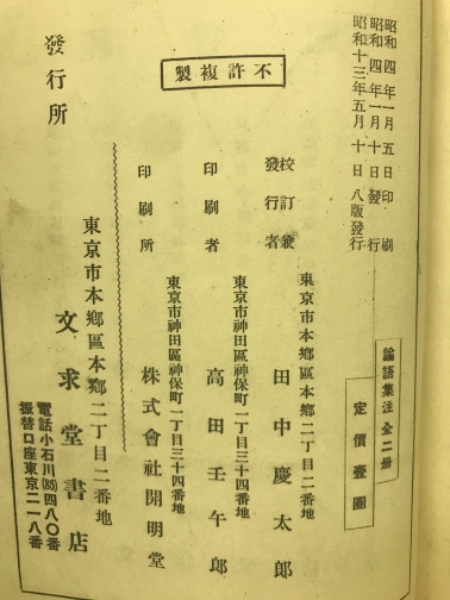 昭和四年一月五日印刷
昭和四年一月十日發行
昭和十三年五月十日八版發行
論語集注 全二册
定價壹圓
不許複製
校訂兼
發行者
東京市本鄉區本鄉二丁目二番地
田中慶太郎
印刷者
東京市神田區神保町一丁目三十四番地
高田壬午郎
印刷所
東京市神田區神保町一丁目三十四番地
株式會社開明堂
發行所
東京市本鄉區本鄉二丁目二番地
文求堂書店
電話小石川(85)四八〇番
振替口座東京二一八番